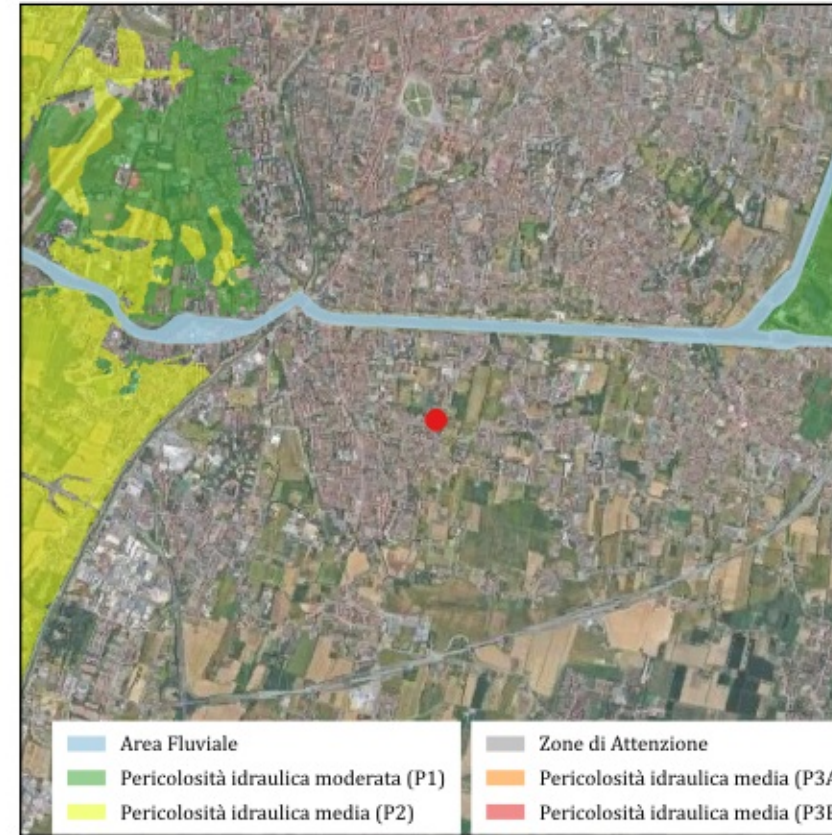 Area Fluviale
Pericolosità idraulica moderata (P1)
Pericolosità idraulica media (P2)
Zone di Attenzione
Pericolosità idraulica media (P3A
Pericolosità idraulica media (P3B